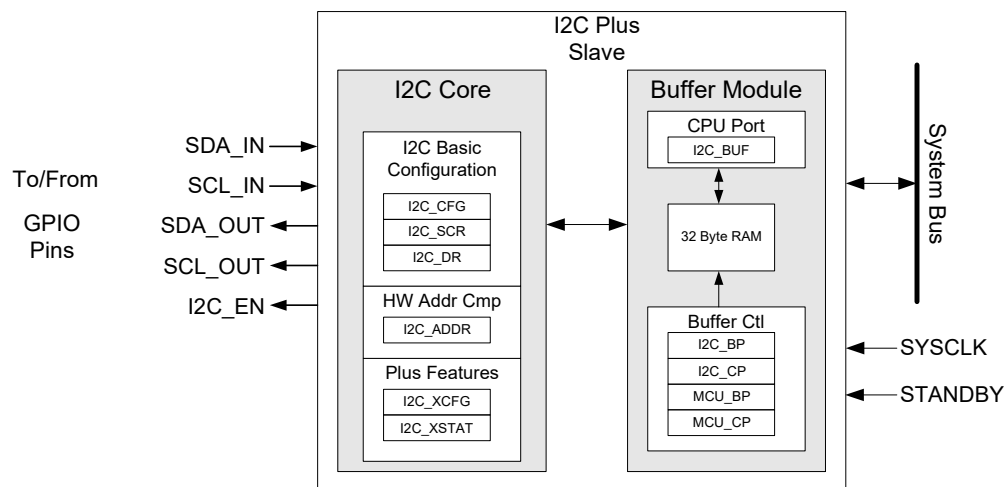 I2C Plus
Slave
I2C Core
Buffer Module
I2C Basic
Configuration
I2C_CFG
I2C_SCR
I2C_DR
HW Addr Cmp
I2C_ADDR
Plus Features
I2C_XCFG
I2C_XSTAT
CPU Port
I2C_BUF
32 Byte RAM
Buffer Ctl
I2C_BP
I2C_CP
MCU_BP
MCU_CP
To/From
GPIO
Pins
SDA_IN
SCL_IN
SDA_OUT
SCL_OUT
I2C_EN
System Bus
SYSCLK
STANDBY